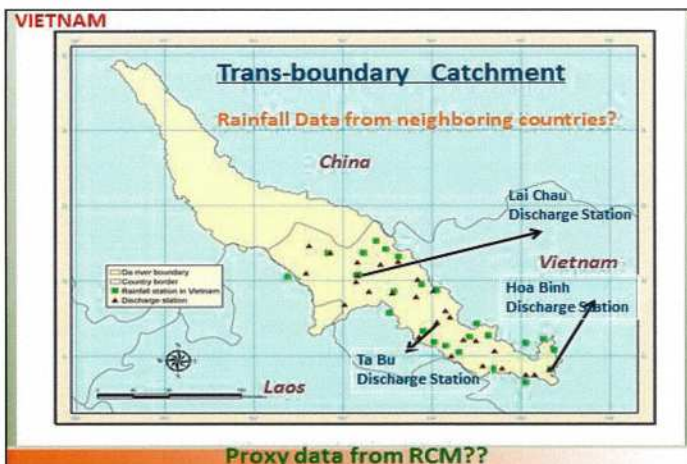 VIETNAM
Trans-boundary Catchment
Rainfall Data from neighboring countries?
China
Lai Chau
Discharge Station
Vietnam
Hoa Binh
Discharge Station
Da river boundary
Country border
Rainfall station in Vietnam
Discharge station
Ta Bu
Discharge Station
Laos
Proxy data from RCM??